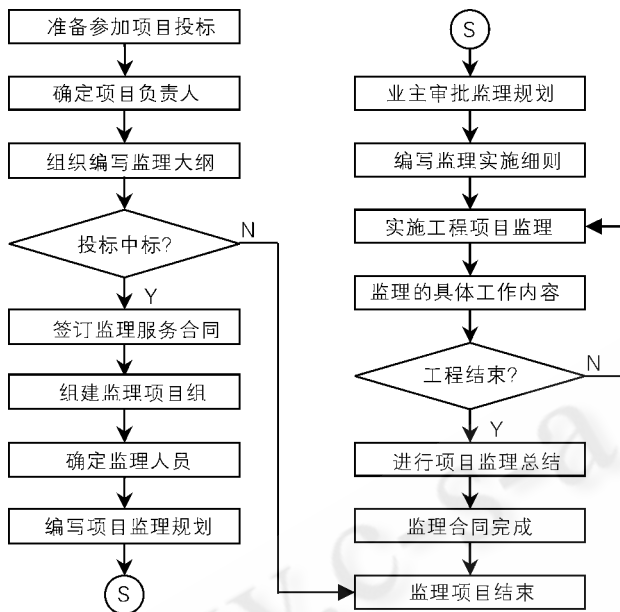 准备参加项目投标
确定项目负责人
组织编写监理大纲
投标中标?
N
Y
签订监理服务合同
组建监理项目组
确定监理人员
编写项目监理规划
S
S
业主审批监理规划
编写监理实施细则
实施工程项目监理
监理的具体工作内容
工程结束?
N
Y
进行项目监理总结
监理合同完成
监理项目结束